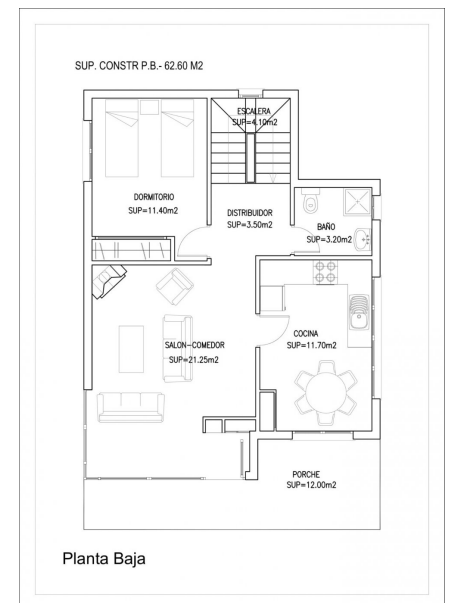 SUP. CONSTR P.B.- 62.60 M2
ESCALERA
SUP=4.10m2
DORMITORIO
SUP=11.40m2
DISTRIBUIDOR
SUP=3.50m2
BAÑO
SUP=3.20m2
SALON-COMEDOR
SUP=21.25m2
COCINA
SUP=11.70m2
PORCHE
SUP=12.00m2
Planta Baja